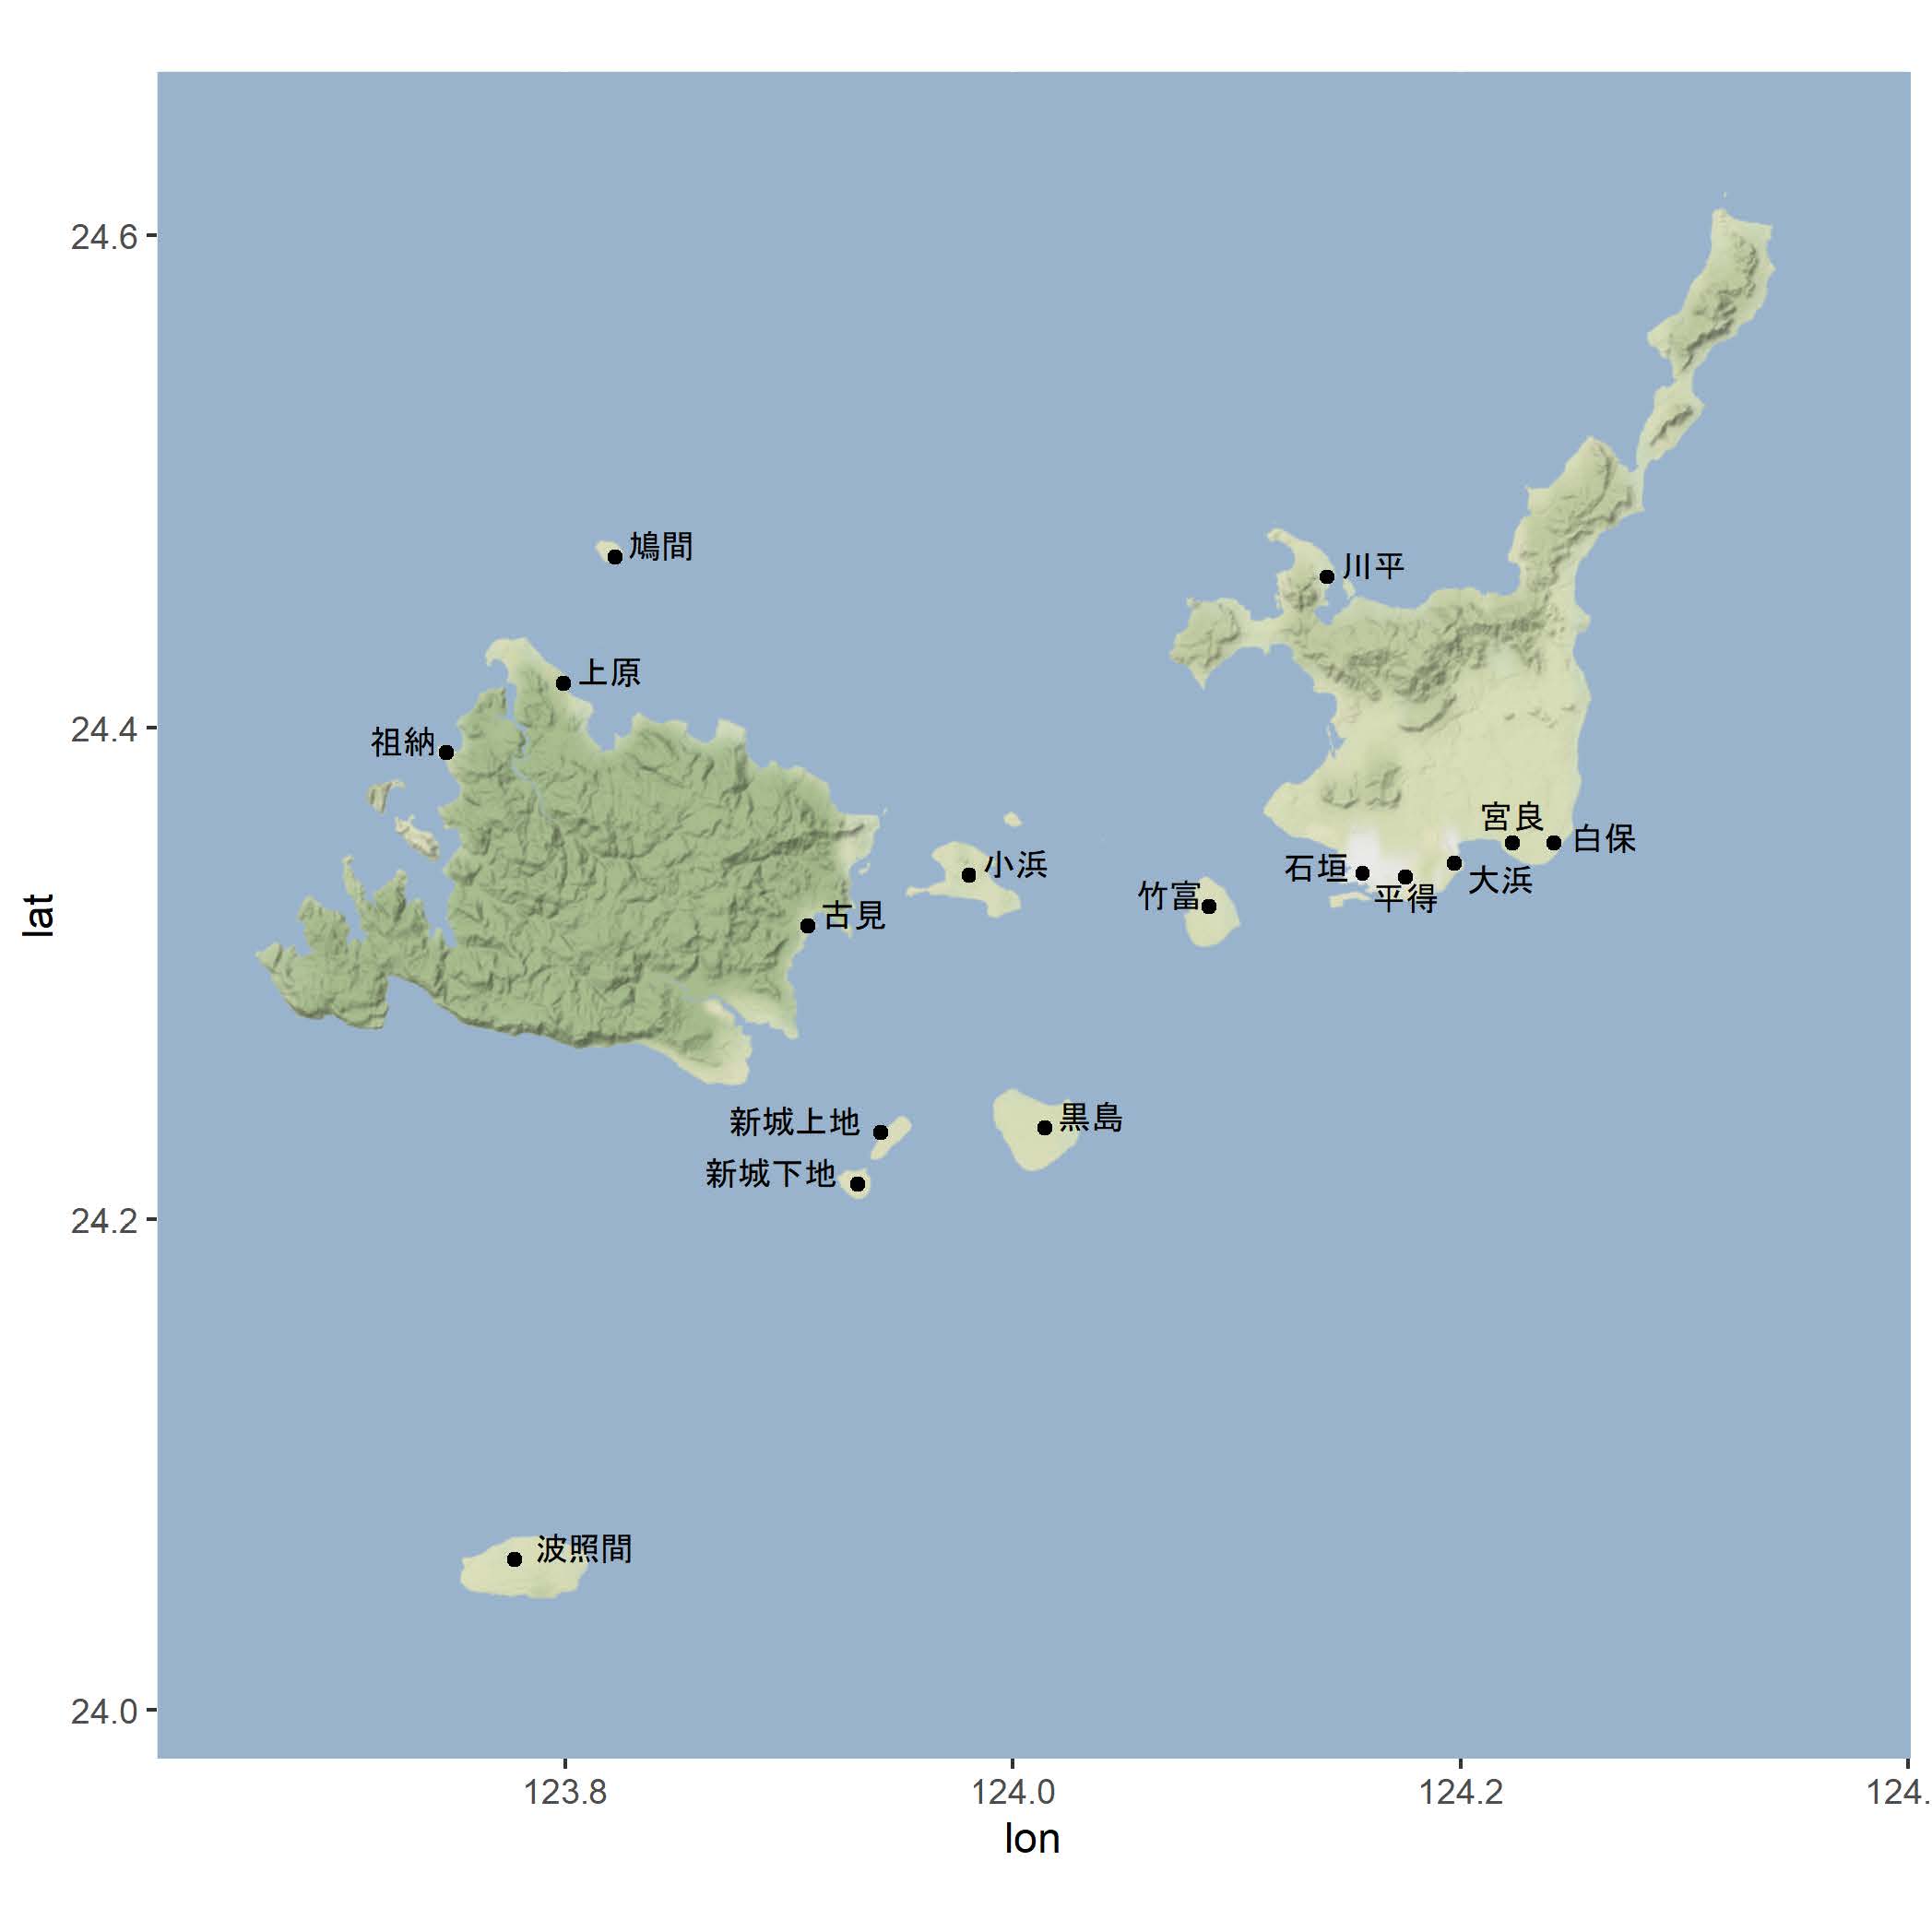 24.6
鳩間
川平
上原
24.4
祖納
宮良
白保
小浜
石垣
大浜
竹富
平得
lat
古見
新城上地
黒島
新城下地
24.2
波照間
24.0
123.8
124.0
124.2
124.
lon